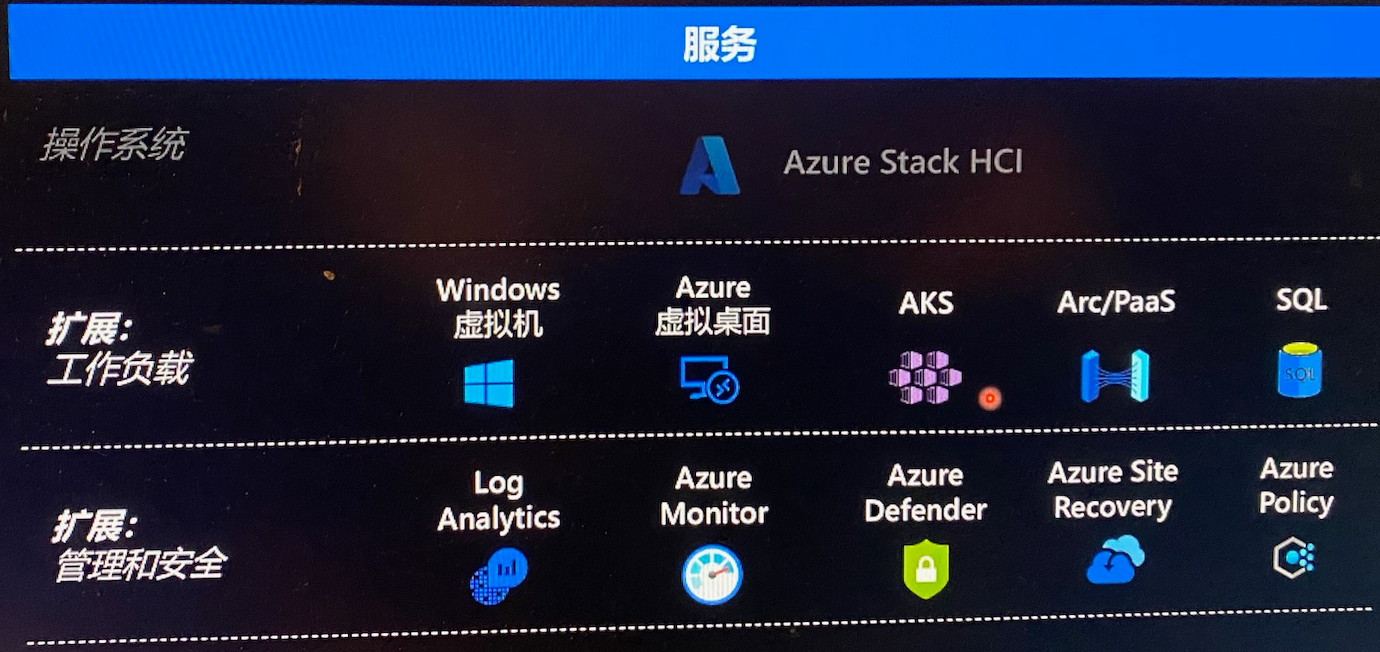 服务
操作系统
Azure Stack HCI
扩展:
工作负载
Windows
虚拟机
Azure
虚拟桌面
AKS
Arc/PaaS
SQL
SQL
扩展:
管理和安全
Log
Analytics
Azure
Monitor
Azure
Defender
Azure Site
Recovery
Azure
Policy